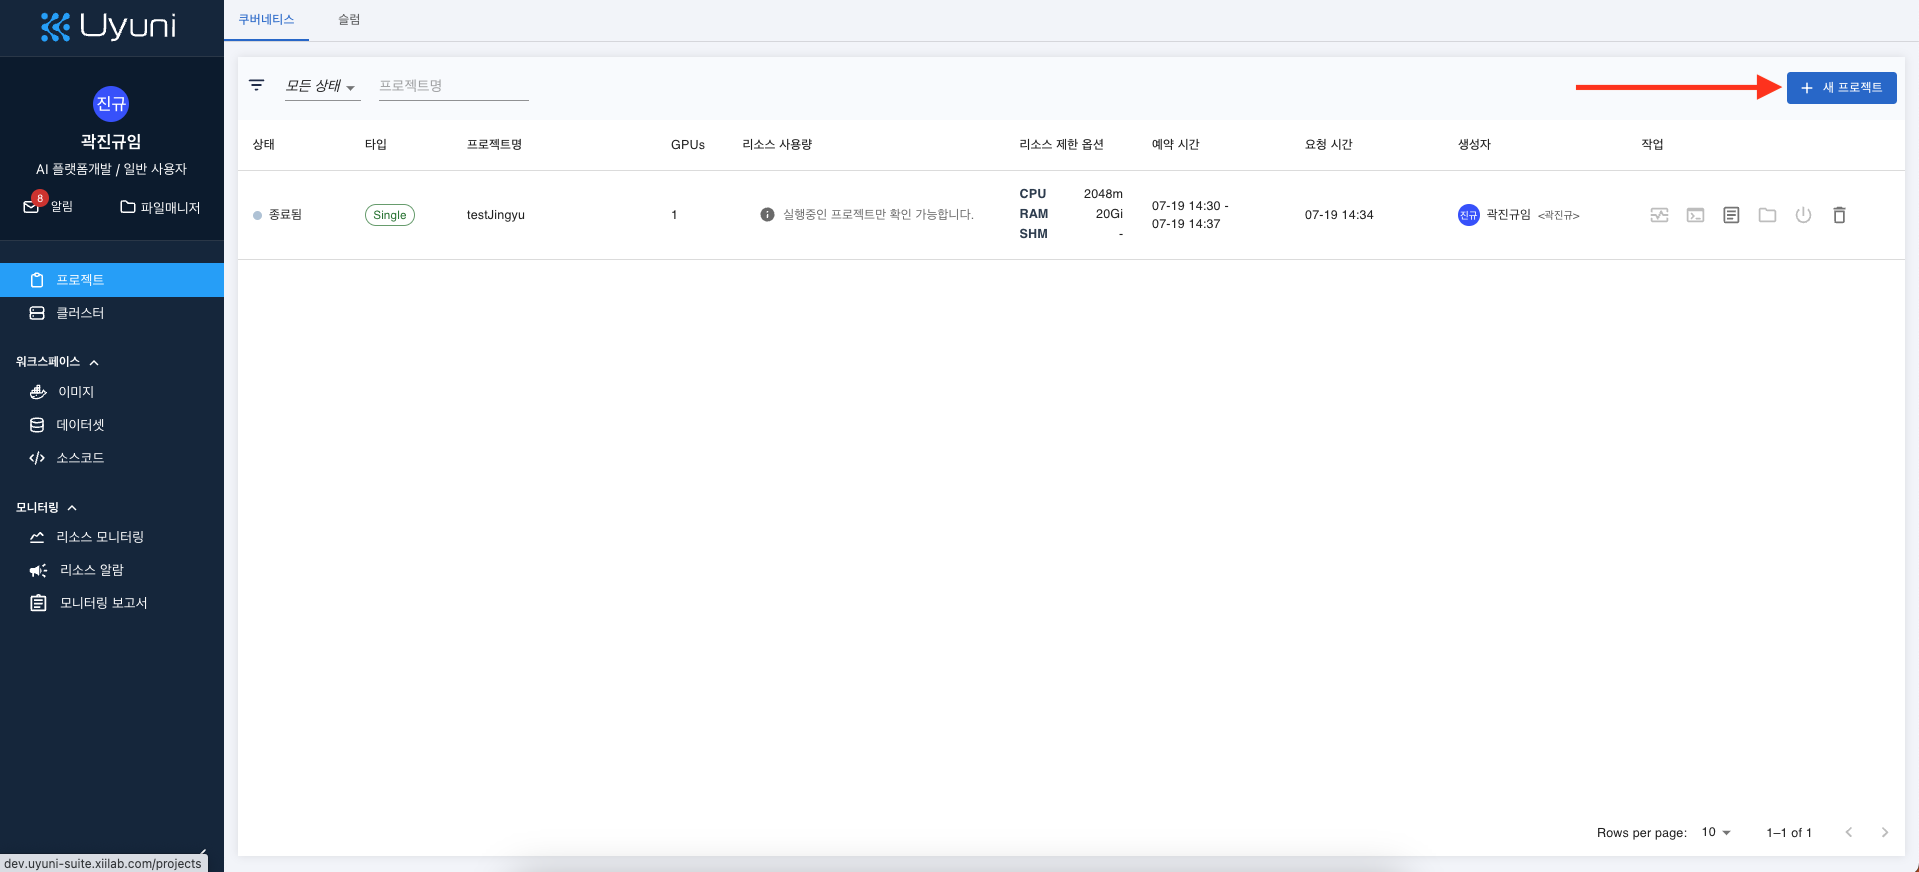 Uyuni
쿠버네티스
슬럼
진규
곽진규임
AI 플랫폼개발 / 일반 사용자
8
알림
파일매니저
프로젝트
클러스터
워크스페이스
이미지
데이터셋
소스코드
모니터링
리소스 모니터링
리소스 알람
모니터링 보고서
dev.uyuni-suite.xiilab.com/projects
모든 상태
프로젝트명
+ 새 프로젝트
상태 타입 프로젝트명 GPUs 리소스 사용량 리소스 제한 옵션 예약 시간 요청 시간 생성자 작업
종료됨
Single
testJingyu
1
실행중인 프로젝트만 확인 가능합니다.
CPU 2048m
RAM 20Gi
SHM -
07-19 14:30 -
07-19 14:37
07-19 14:34
진규
곽진규임 <곽진규>
Rows per page: 10 1–1 of 1